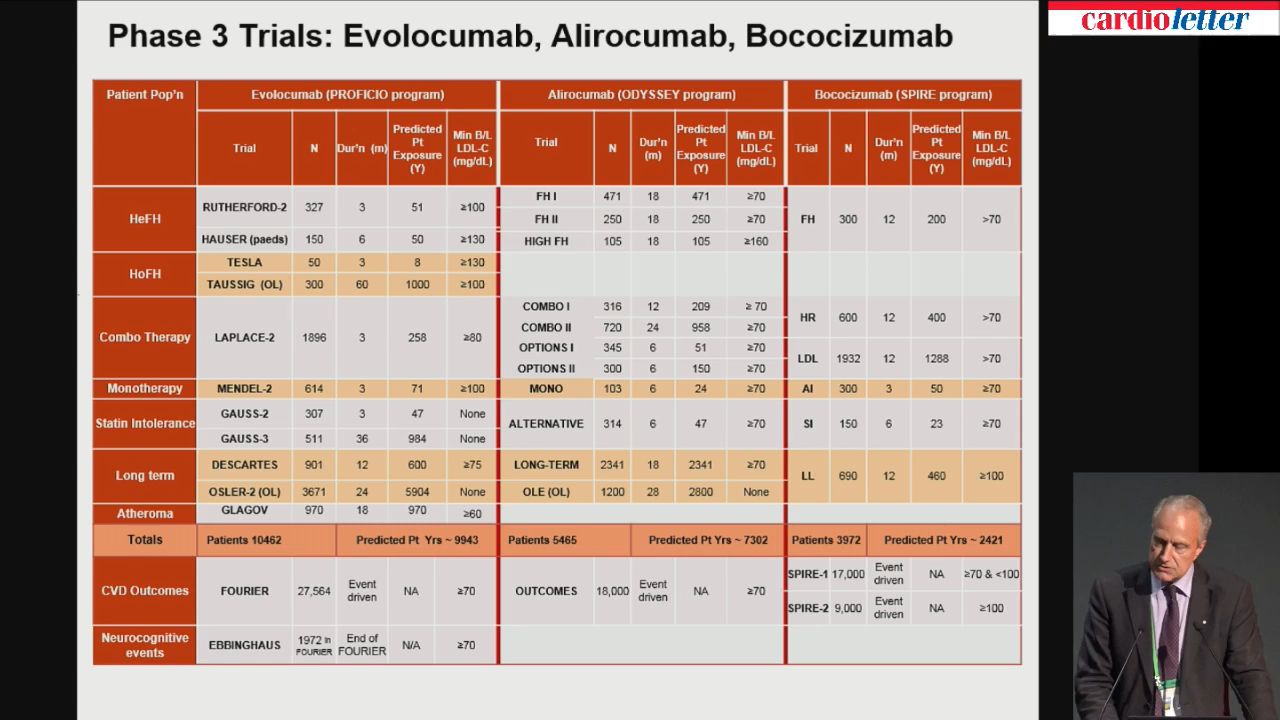 cardioletter
Phase 3 Trials: Evolocumab, Alirocumab, Bococizumab
Patient Pop'n Evolocumab (PROFICIO program) Alirocumab (ODYSSEY program) Bococizumab (SPIRE program)
Trial N Dur'n (m) Predicted Pt Exposure (Y) Min B/L LDL-C (mg/dL) Trial N Dur'n (m) Predicted Pt Exposure (Y) Min B/L LDL-C (mg/dL) Trial N Dur'n (m) Predicted Pt Exposure (Y) Min B/L LDL-C (mg/dL)
HeFH
RUTHERFORD-2 327 3 51 ≥100
HAUSER (paeds) 150 6 50 ≥130
FH I 471 18 471 ≥70
FH II 250 18 250 ≥70
HIGH FH 105 18 105 ≥160
FH 300 12 200 >70
HoFH
TESLA 50 3 8 ≥130
TAUSSIG (OL) 300 60 1000 ≥100
Combo Therapy
LAPLACE-2 1896 3 258 ≥80
COMBO I 316 12 209 ≥ 70
COMBO II 720 24 958 ≥70
OPTIONS I 345 6 51 ≥70
OPTIONS II 300 6 150 ≥70
HR 600 12 400 >70
LDL 1932 12 1288 >70
Monotherapy MENDEL-2 614 3 71 ≥100 MONO 103 6 24 ≥70 AI 300 3 50 ≥70
Statin Intolerance
GAUSS-2 307 3 47 None
GAUSS-3 511 36 984 None
ALTERNATIVE 314 6 47 ≥70
SI 150 6 23 ≥70
Long term
DESCARTES 901 12 600 ≥75
OSLER-2 (OL) 3671 24 5904 None
LONG-TERM 2341 18 2341 ≥70
OLE (OL) 1200 28 2800 None
LL 690 12 460 ≥100
Atheroma GLAGOV 970 18 970 ≥60
Totals Patients 10462 Predicted Pt Yrs ~ 9943 Patients 5465 Predicted Pt Yrs ~ 7302 Patients 3972 Predicted Pt Yrs ~ 2421
CVD Outcomes FOURIER 27,564 Event driven NA ≥70 OUTCOMES 18,000 Event driven NA ≥70
SPIRE-1 17,000 Event driven NA ≥70 & <100
SPIRE-2 9,000 Event driven NA ≥100
Neurocognitive events EBBINGHAUS 1972 in FOURIER End of FOURIER N/A ≥70